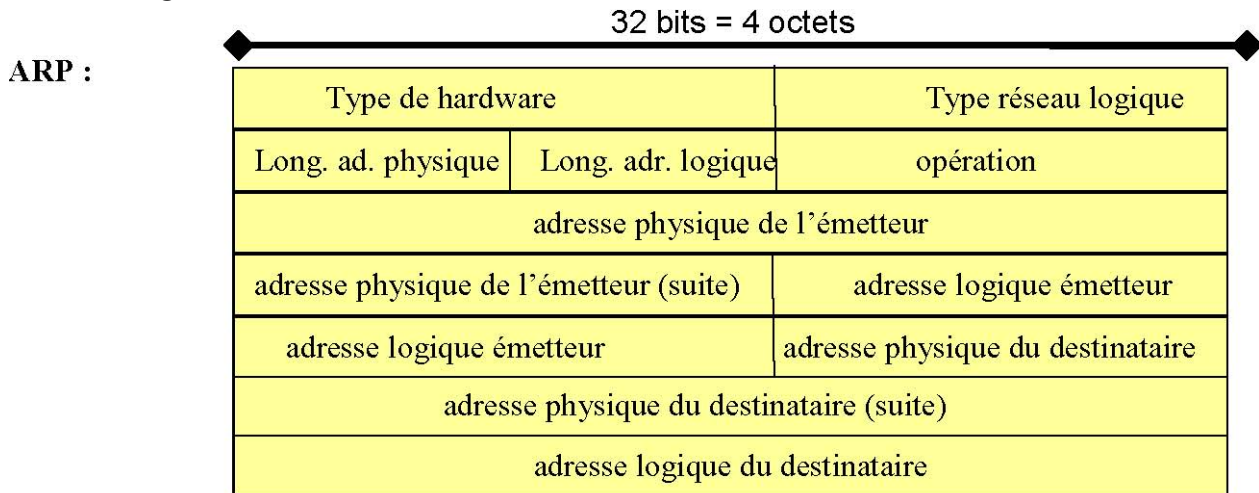 32 bits = 4 octets
ARP :
Type de hardware Type réseau logique
Long. ad. physique Long. adr. logique opération
adresse physique de l'émetteur
adresse physique de l'émetteur (suite) adresse logique émetteur
adresse logique émetteur adresse physique du destinataire
adresse physique du destinataire (suite)
adresse logique du destinataire